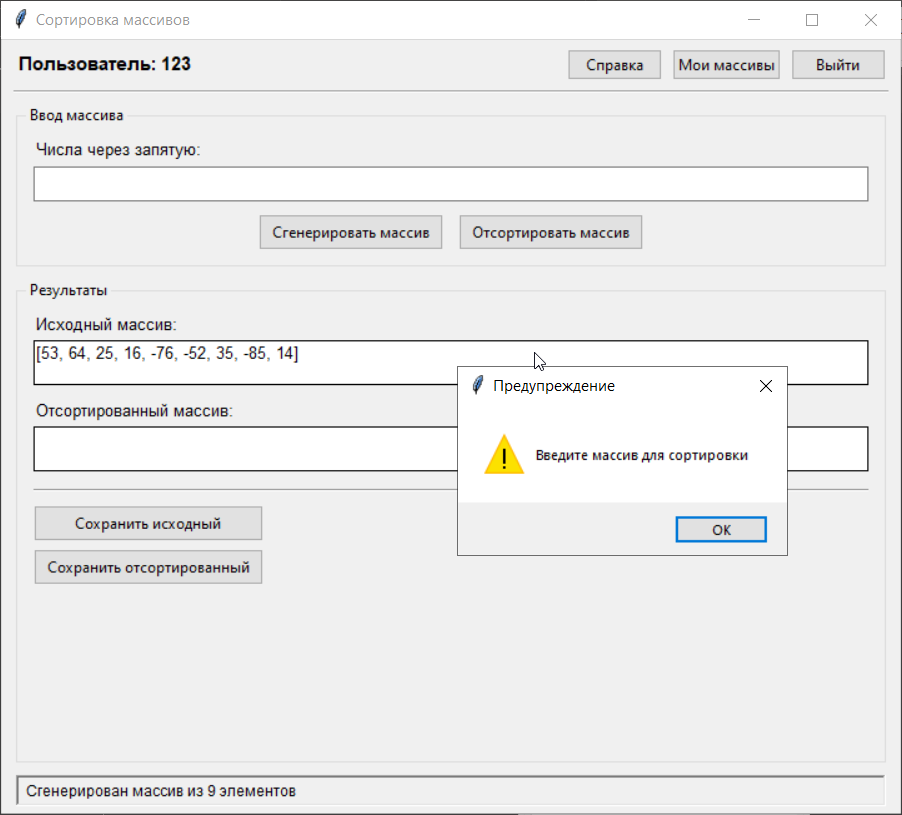 Сортировка массивов
Пользователь: 123
Справка
Мои массивы
Выйти
Ввод массива
Числа через запятую:
Сгенерировать массив
Отсортировать массив
Результаты
Исходный массив:
[53, 64, 25, 16, -76, -52, 35, -85, 14]
Отсортированный массив:
Предупреждение
Введите массив для сортировки
ОК
Сохранить исходный
Сохранить отсортированный
Сгенерирован массив из 9 элементов